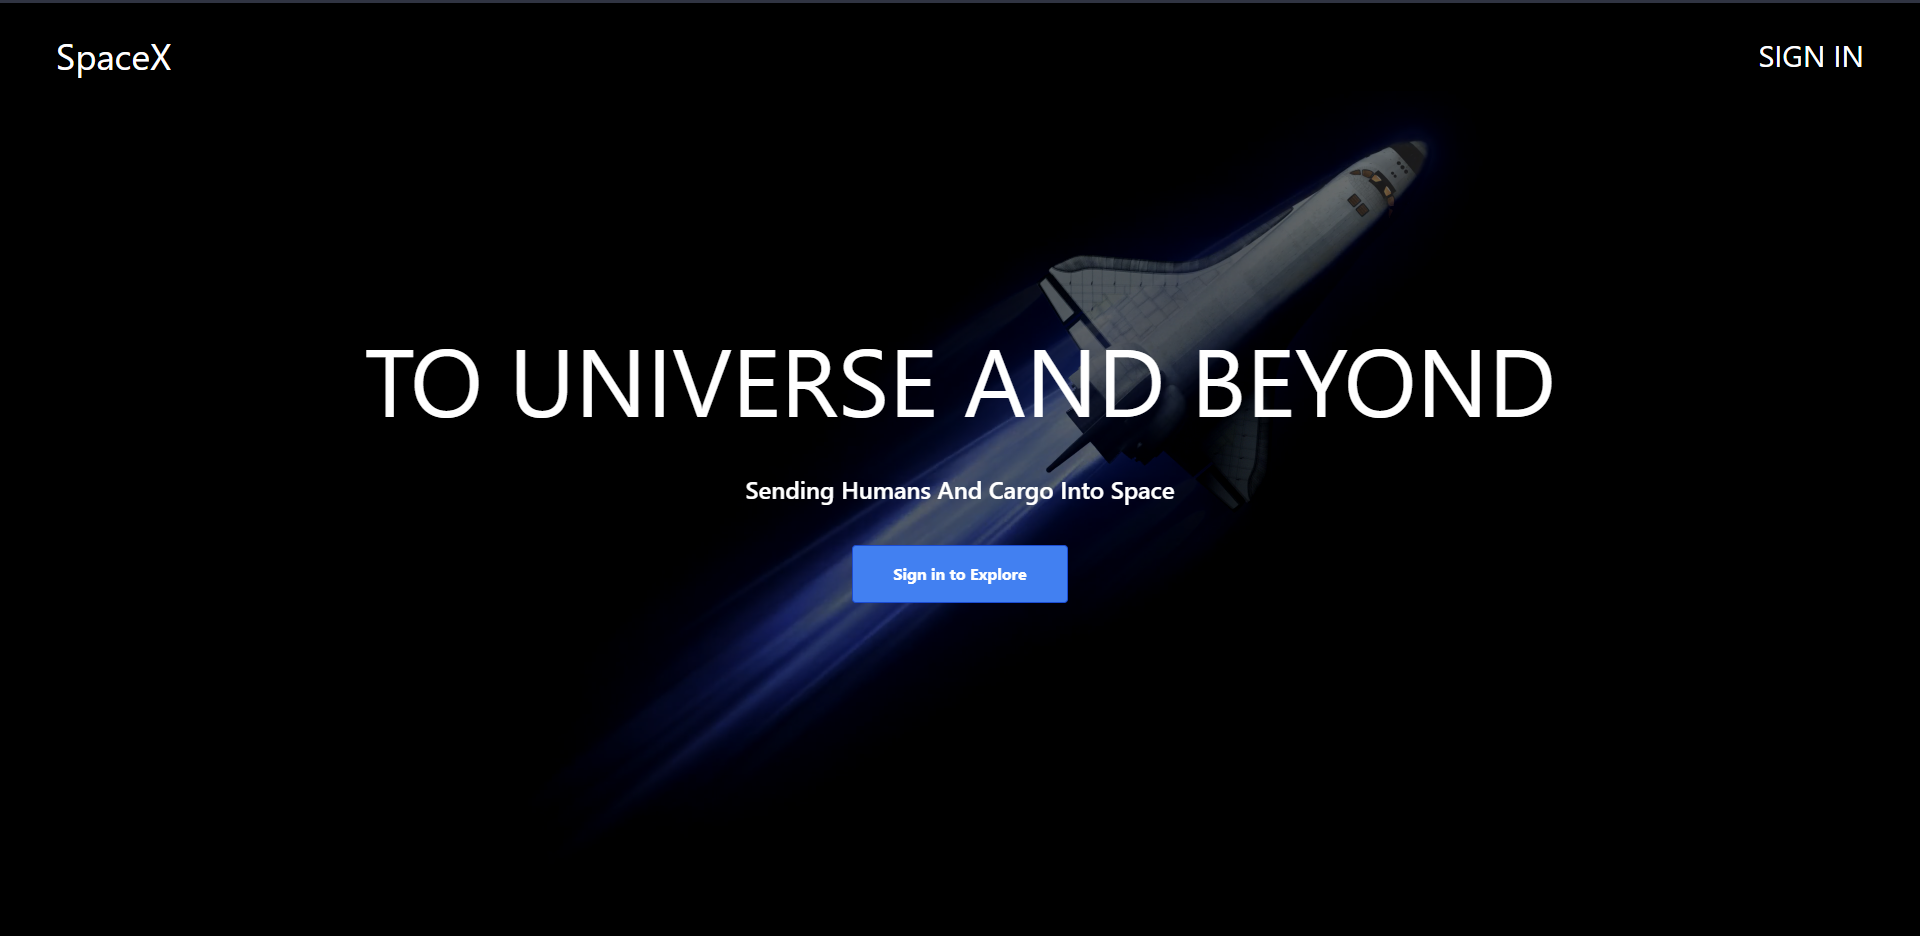 SpaceX
SIGN IN
TO UNIVERSE AND BEYOND
Sending Humans And Cargo Into Space
Sign in to Explore